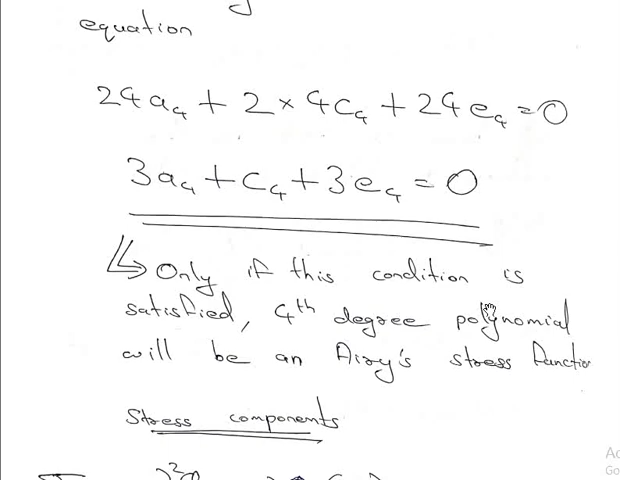 equation
24a₄ + 2 × 4c₄ + 24e₄ = 0
3a₄ + c₄ + 3e₄ = 0
Only if this condition is
satisfied, 4th degree polynomial
will be an Airy's stress function
Stress components